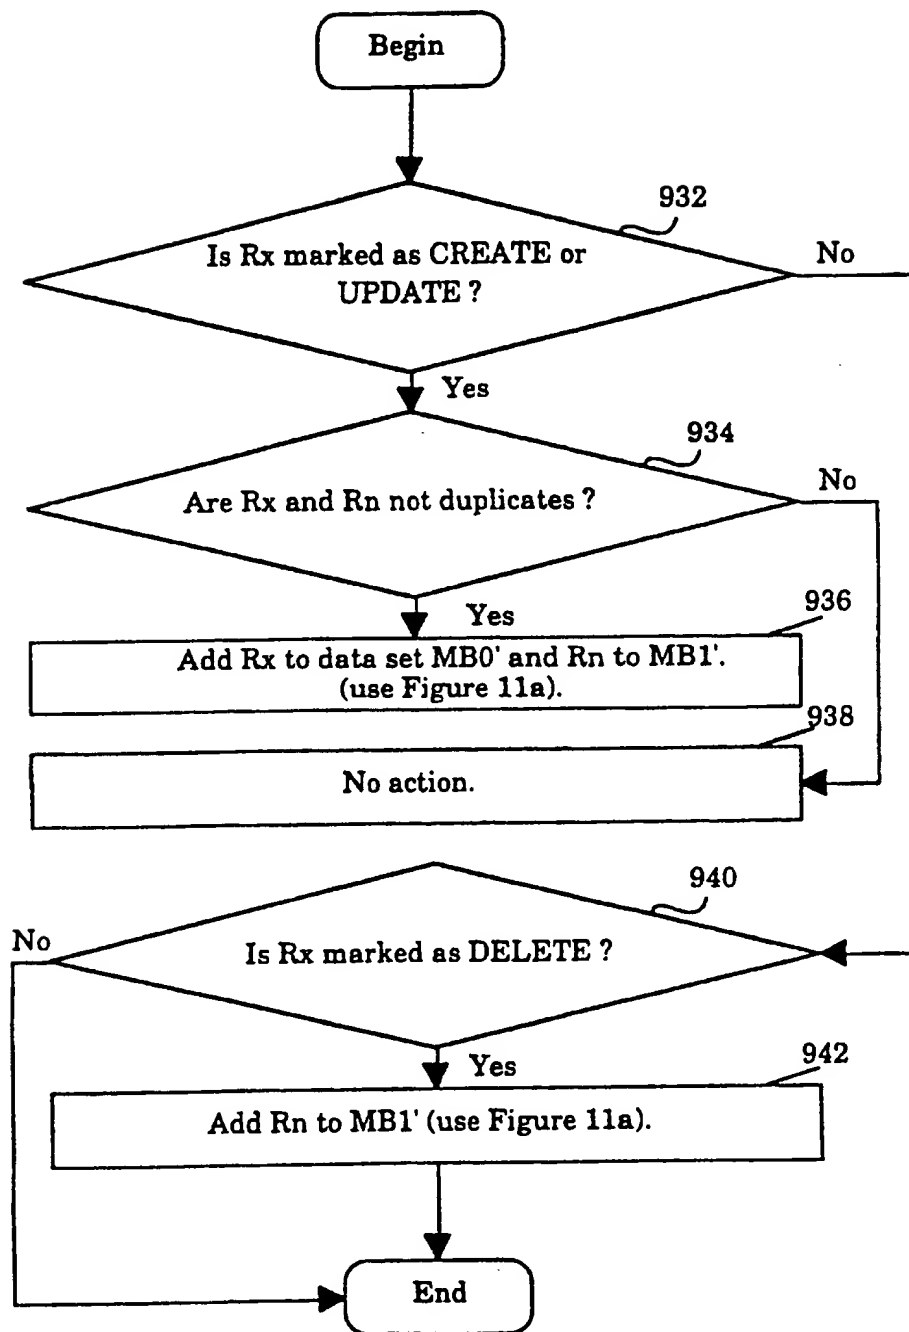 Begin
932
Is Rx marked as CREATE or
UPDATE ?
No
Yes
934
Are Rx and Rn not duplicates ?
No
Yes
936
Add Rx to data set MB0' and Rn to MB1'.
(use Figure 11a).
938
No action.
940
No
Is Rx marked as DELETE ?
Yes
942
Add Rn to MB1' (use Figure 11a).
End